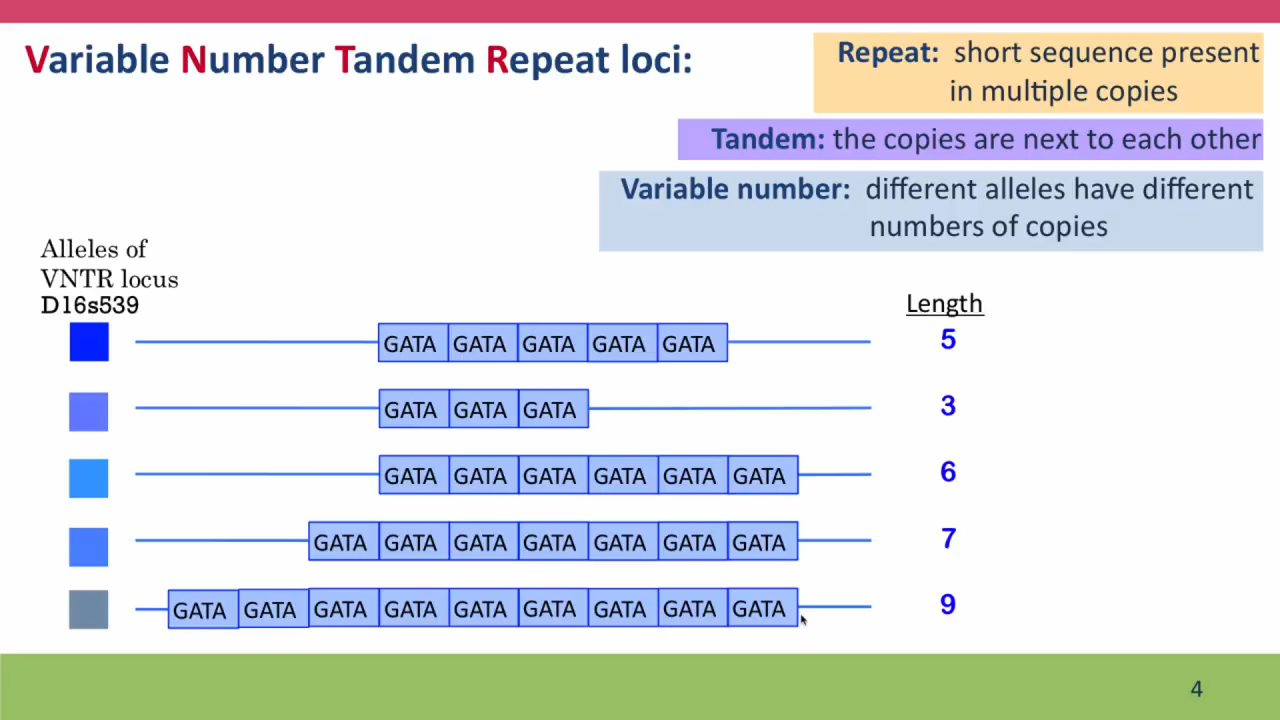 Variable Number Tandem Repeat loci:
Repeat: short sequence present
in multiple copies
Tandem: the copies are next to each other
Variable number: different alleles have different
numbers of copies
Alleles of
VNTR locus
D16s539
Length
GATA GATA GATA GATA GATA 5
GATA GATA GATA 3
GATA GATA GATA GATA GATA GATA 6
GATA GATA GATA GATA GATA GATA GATA 7
GATA GATA GATA GATA GATA GATA GATA GATA GATA 9
4